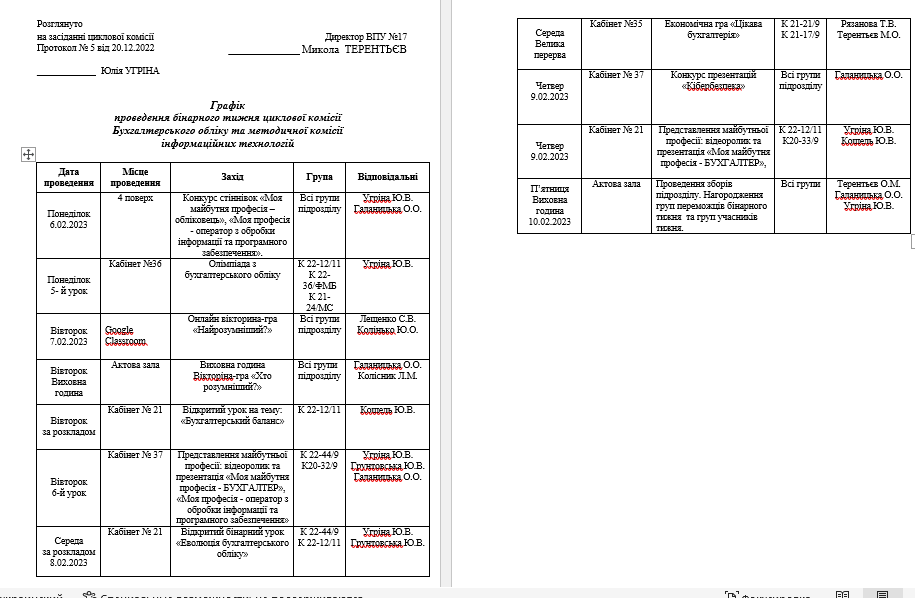 Розглянуто
на засіданні циклової комісії
Протокол № 5 від 20.12.2022
Директор ВПУ №17
Микола ТЕРЕНТЬЄВ
Юлія УГРІНА
Графік
проведення бінарного тижня циклової комісії
Бухгалтерського обліку та методичної комісії
інформаційних технологій
Дата проведення
Місце проведення
Захід
Група
Відповідальні
Понеділок
6.02.2023
4 поверх
Конкурс стіннівок «Моя
майбутня професія –
обліковець», «Моя професія
- оператор з обробки
інформації та програмного
забезпечення».
Всі групи
підрозділу
Угріна Ю.В.
Галаницька О.О.
Понеділок
5- й урок
Кабінет №36
Олімпіада з
бухгалтерського обліку
К 22-12/11
К 22-
36/ФМБ
К 21-
24/МС
Угріна Ю.В.
Вівторок
7.02.2023
Google
Classroom
Онлайн вікторина-гра
«Найрозумніший?»
Всі групи
підрозділу
Лещенко С.В.
Колінько Ю.О.
Вівторок
Виховна
година
Актова зала
Виховна година
Вікторіна-гра «Хто
розумніший?»
Всі групи
підрозділу
Галаницька О.О.
Колісник Л.М.
Вівторок
за розкладом
Кабінет № 21
Відкритий урок на тему:
«Бухгалтерський баланс»
К 22-12/11
Кошель Ю.В.
Вівторок
6-й урок
Кабінет № 37
Представлення майбутньої
професії: відеоролик та
презентація «Моя майбутня
професія - БУХГАЛТЕР»,
«Моя професія - оператор з
обробки інформації та
програмного забезпечення»
К 22-44/9
К20-32/9
Угріна Ю.В.
Грунтовська Ю.В.
Галаницька О.О.
Середа
за розкладом
8.02.2023
Кабінет № 21
Відкритий бінарний урок
«Еволюція бухгалтерського
обліку»
К 22-44/9
К 22-12/11
Угріна Ю.В.
Грунтовська Ю.В.
Середа
Велика
перерва
Кабінет №35
Економічна гра «Цікава
бухгалтерія»
К 21-21/9
К 21-17/9
Рязанова Т.В.
Терентьєв М.О.
Четвер
9.02.2023
Кабінет № 37
Конкурс презентацій
«Кібербезпека»
Всі групи
підрозділу
Галаницька О.О.
Четвер
9.02.2023
Кабінет № 21
Представлення майбутньої
професії: відеоролик та
презентація «Моя майбутня
професія - БУХГАЛТЕР»,
К 22-12/11
К20-33/9
Угріна Ю.В.
Кошель Ю.В.
П'ятниця
Виховна
година
10.02.2023
Актова зала
Проведення зборів
підрозділу. Нагородження
груп переможців бінарного
тижня та груп учасників
тижня.
Всі групи
Терентьєв О.М.
Галаницька О.О.
Угріна Ю.В.